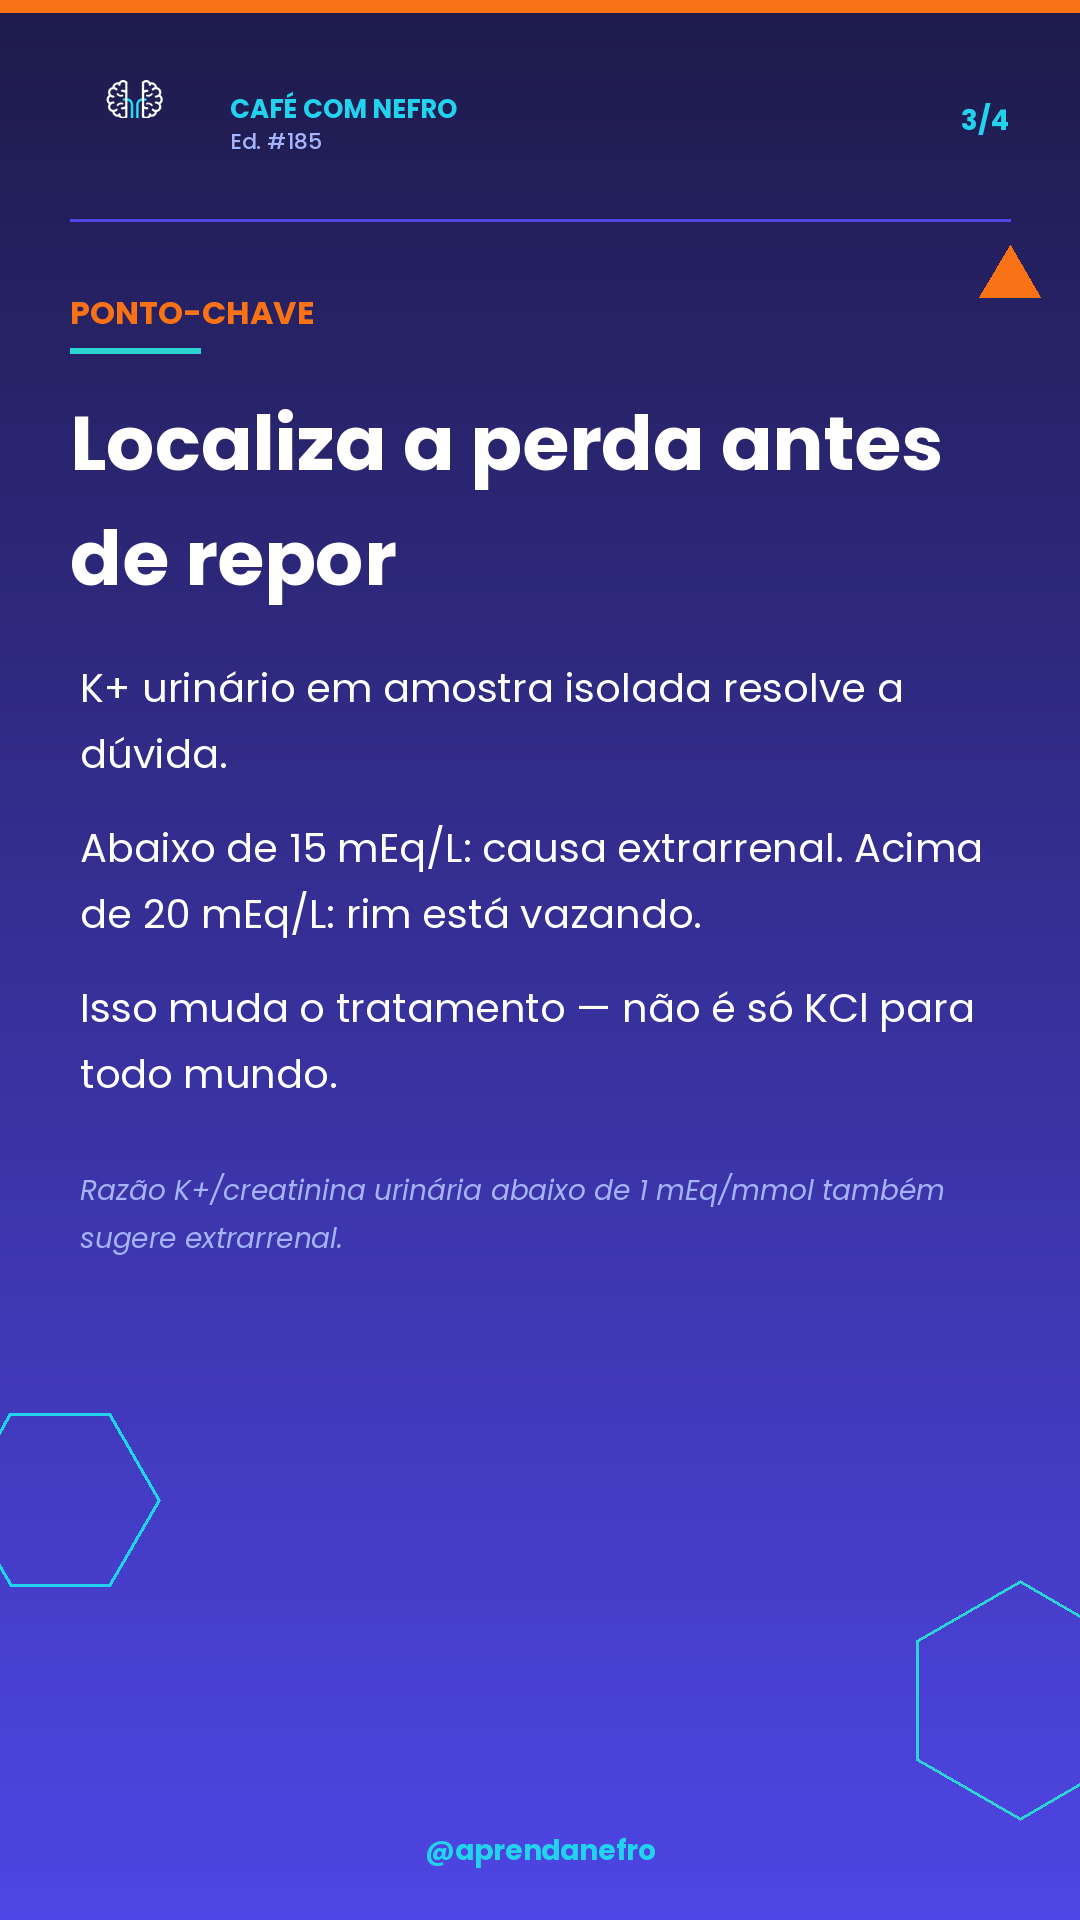 CAFÉ COM NEFRO
Ed. #185
3/4
PONTO-CHAVE
Localiza a perda antes
de repor
K+ urinário em amostra isolada resolve a
dúvida.
Abaixo de 15 mEq/L: causa extrarrenal. Acima
de 20 mEq/L: rim está vazando.
Isso muda o tratamento — não é só KCl para
todo mundo.
Razão K+/creatinina urinária abaixo de 1 mEq/mmol também
sugere extrarrenal.
@aprendanefro